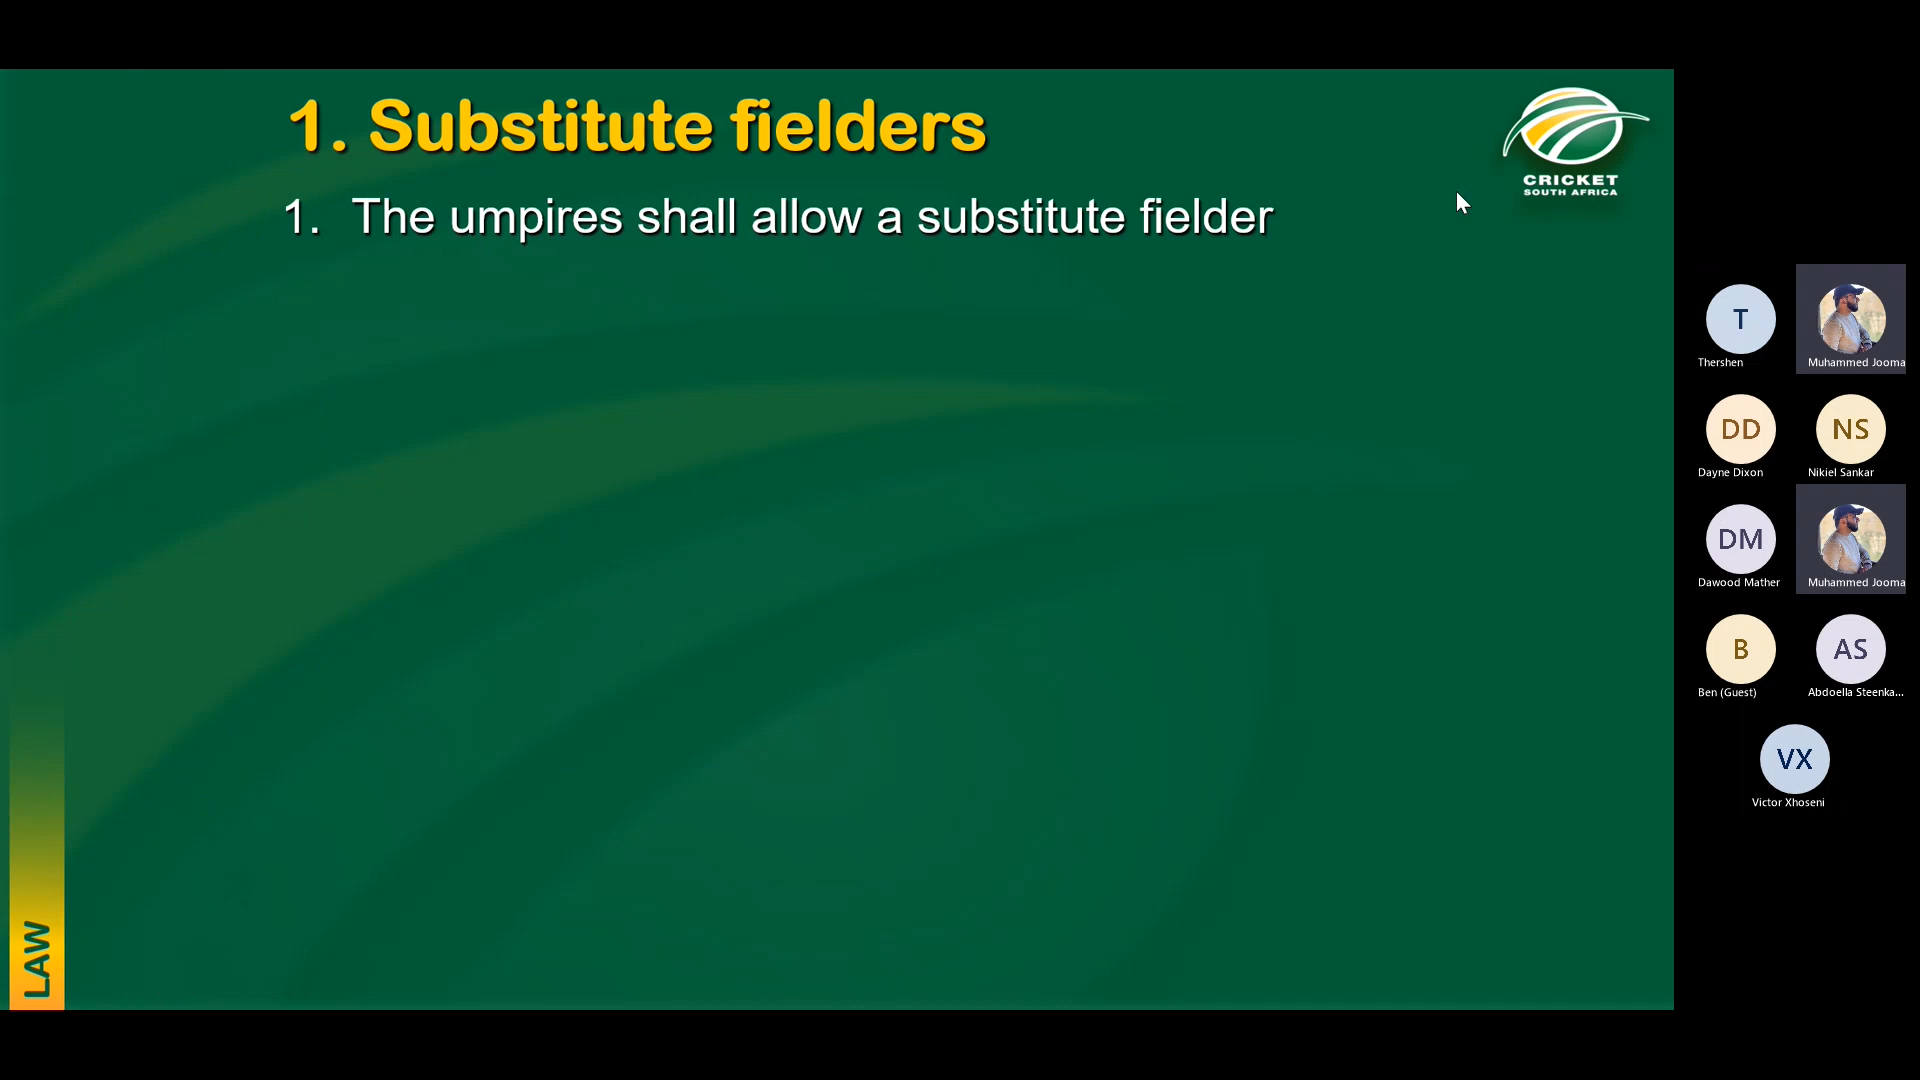 1. Substitute fielders
1. The umpires shall allow a substitute fielder
CRICKET
SOUTH AFRICA
LAW
T
Thershen
Muhammed Jooma
DD
Dayne Dixon
NS
Nikiel Sankar
DM
Dawood Mather
Muhammed Jooma
B
Ben (Guest)
AS
Abdoella Steenka...
VX
Victor Xhoseni